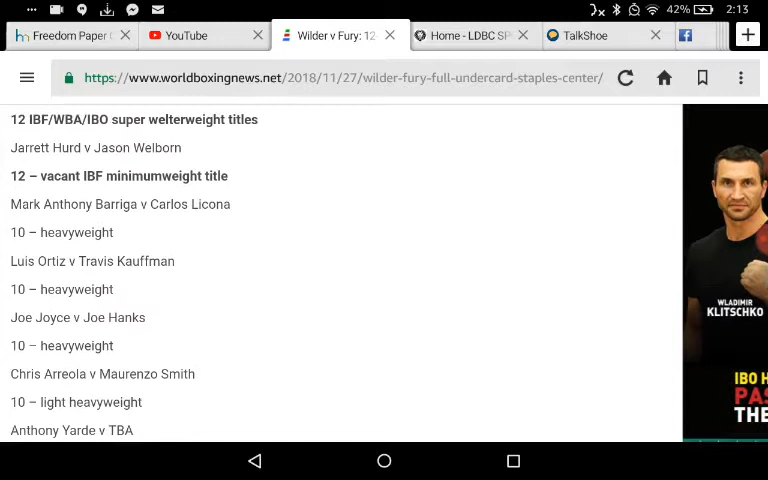 42% 2:13
Freedom Paper C
YouTube
Wilder v Fury: 12
Home - LDBC SP
TalkShoe
https://www.worldboxingnews.net/2018/11/27/wilder-fury-full-undercard-staples-center/
12 IBF/WBA/IBO super welterweight titles
Jarrett Hurd v Jason Welborn
12 – vacant IBF minimumweight title
Mark Anthony Barriga v Carlos Licona
10 – heavyweight
Luis Ortiz v Travis Kauffman
10 – heavyweight
Joe Joyce v Joe Hanks
10 – heavyweight
Chris Arreola v Maurenzo Smith
10 – light heavyweight
Anthony Yarde v TBA
WLADIMIR
KLITSCHKO
IBO H
PAS
THE